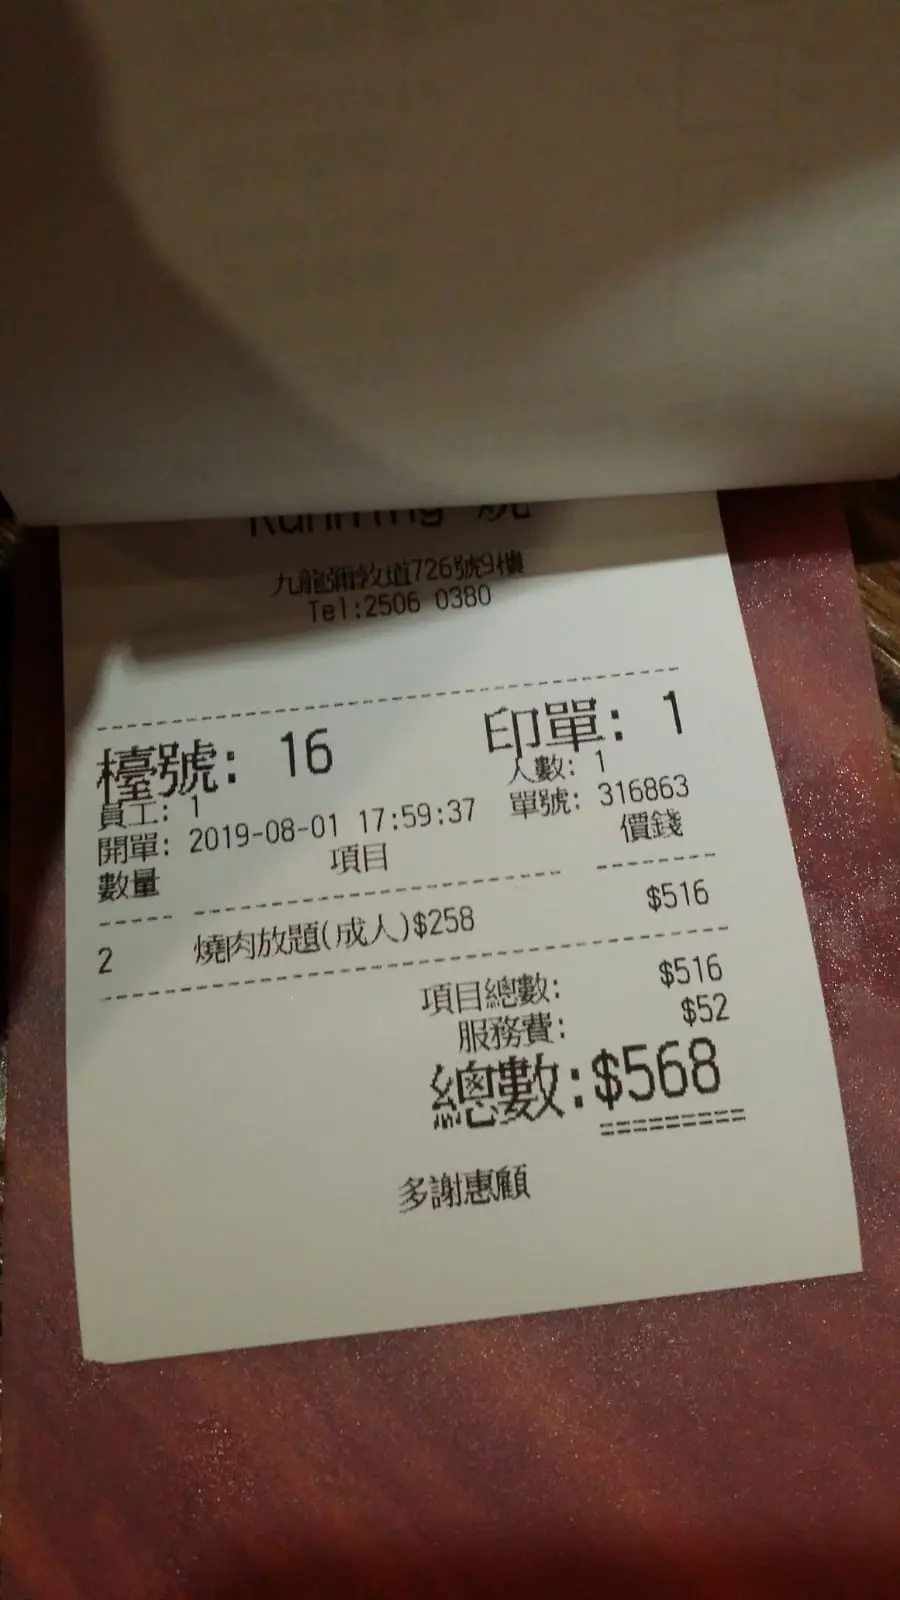 Running 燒
九龍彌敦道726號9樓
Tel:2506 0380
檯號: 16 印單: 1
員工: 1 人數: 1
開單: 2019-08-01 17:59:37 單號: 316863
數量 項目 價錢
2 燒肉放題(成人)$258 $516
項目總數: $516
服務費: $52
總數:$568
多謝惠顧